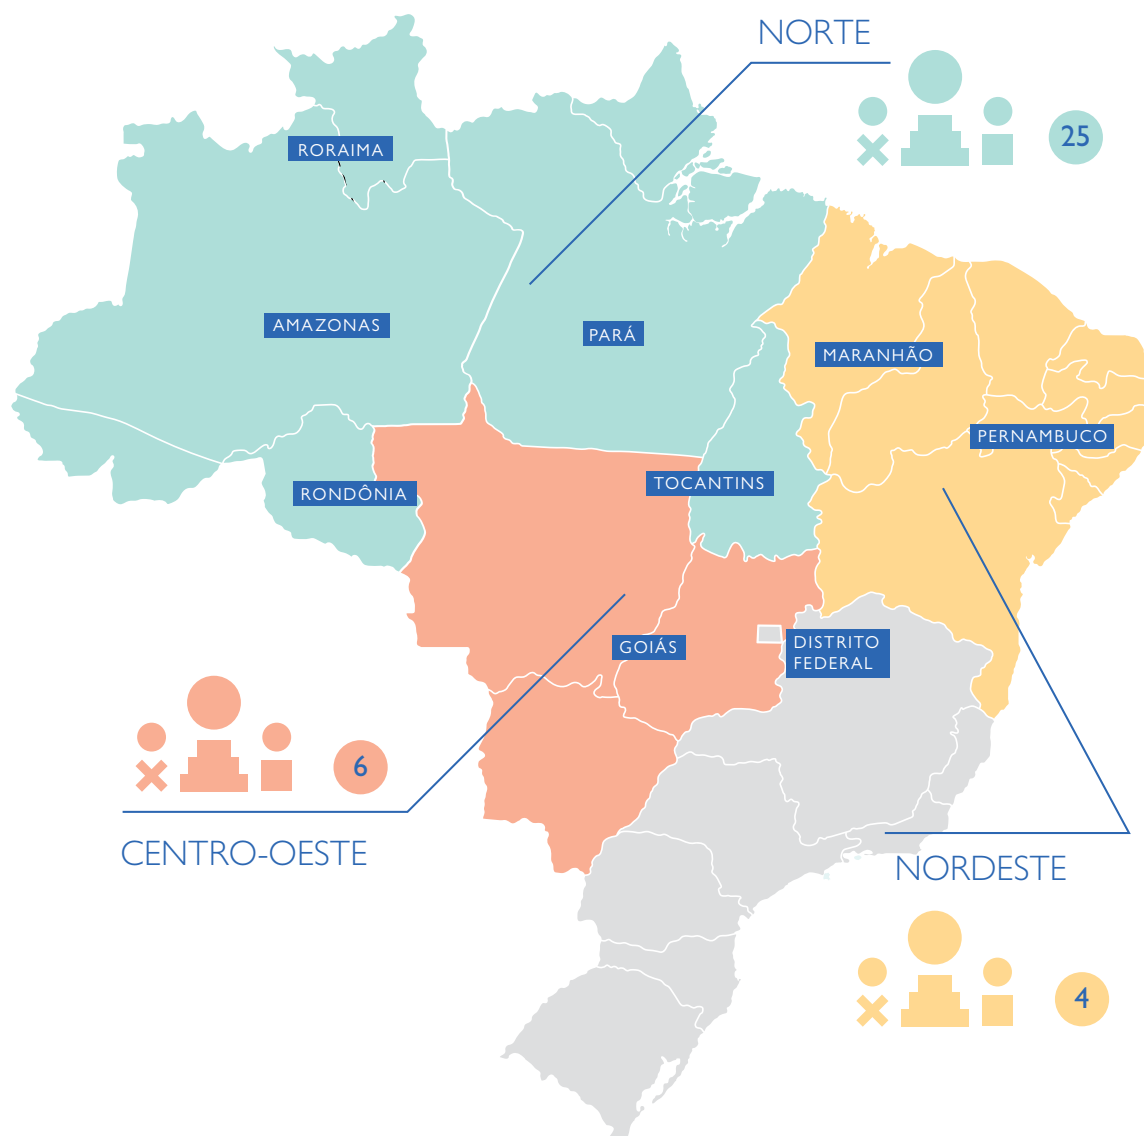 NORTE
25
RORAIMA
AMAZONAS
PARÁ
MARANHÃO
PERNAMBUCO
TOCANTINS
RONDÔNIA
GOIÁS
DISTRITO
FEDERAL
6
CENTRO-OESTE
NORDESTE
4